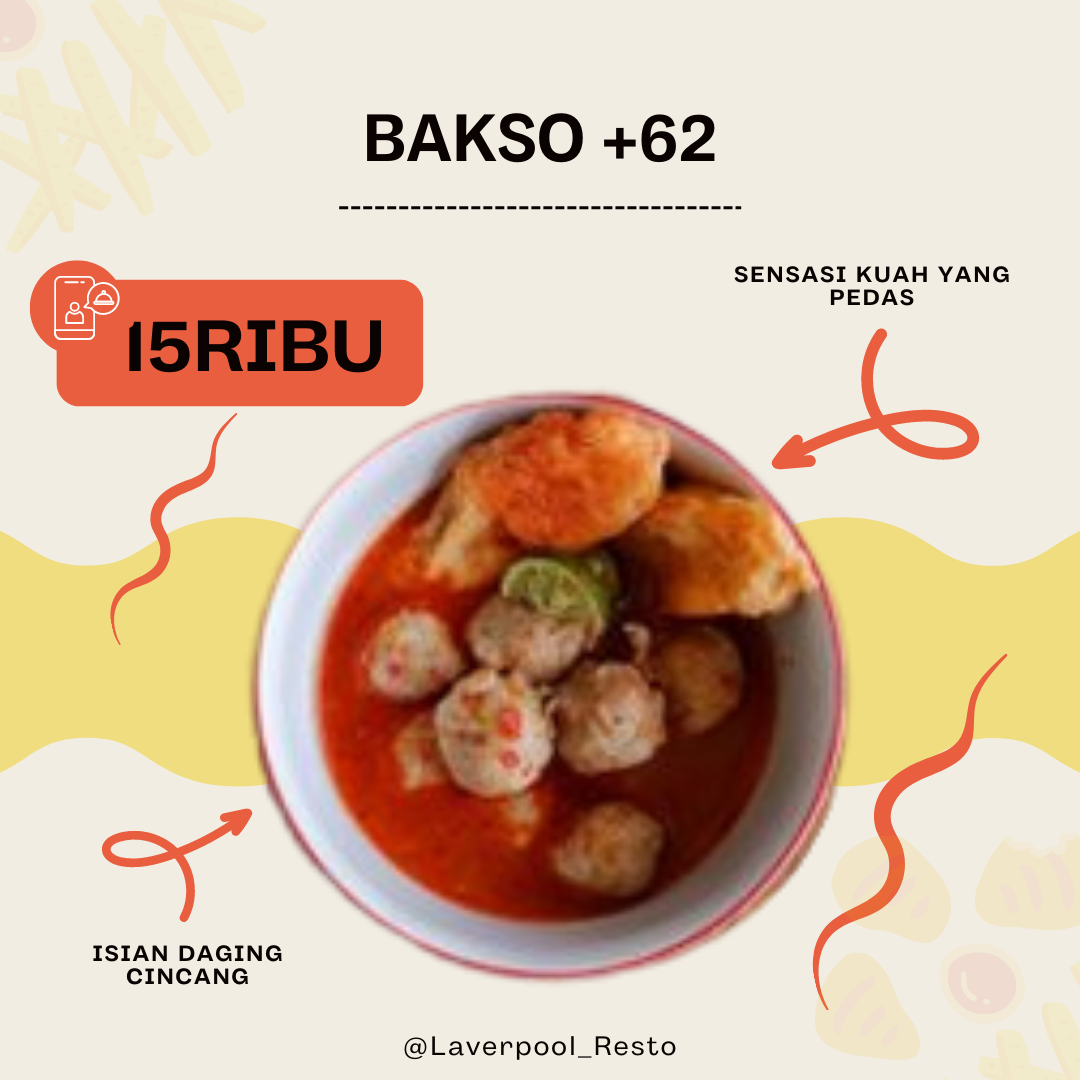 BAKSO +62
15RIBU
SENSASI KUAH YANG
PEDAS
ISIAN DAGING
CINCANG
@Laverpool_Resto